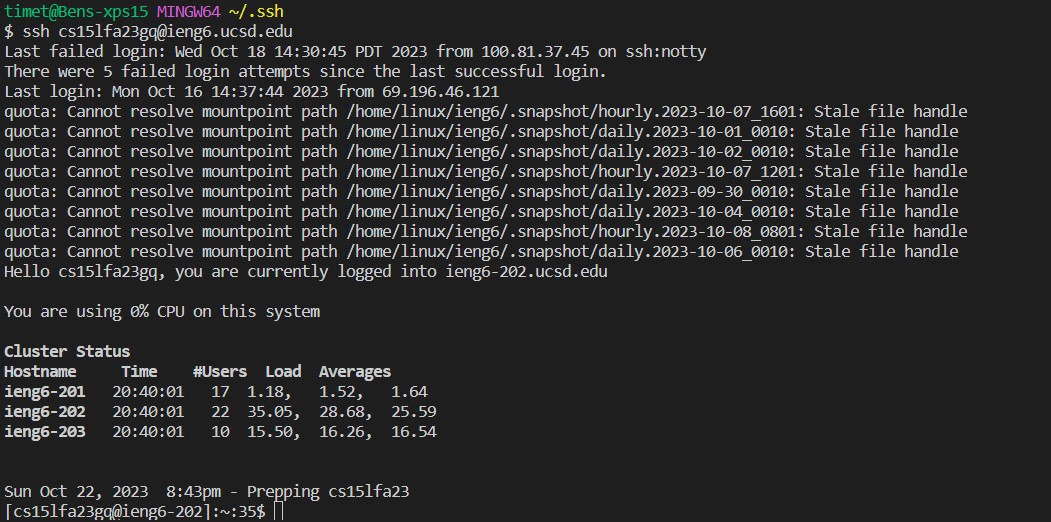 timet@Bens-xps15 MINGW64 ~/.ssh
$ ssh cs15lfa23gq@ieng6.ucsd.edu
Last failed login: Wed Oct 18 14:30:45 PDT 2023 from 100.81.37.45 on ssh:notty
There were 5 failed login attempts since the last successful login.
Last login: Mon Oct 16 14:37:44 2023 from 69.196.46.121
quota: Cannot resolve mountpoint path /home/linux/ieng6/.snapshot/hourly.2023-10-07_1601: Stale file handle
quota: Cannot resolve mountpoint path /home/linux/ieng6/.snapshot/daily.2023-10-01_0010: Stale file handle
quota: Cannot resolve mountpoint path /home/linux/ieng6/.snapshot/daily.2023-10-02_0010: Stale file handle
quota: Cannot resolve mountpoint path /home/linux/ieng6/.snapshot/hourly.2023-10-07_1201: Stale file handle
quota: Cannot resolve mountpoint path /home/linux/ieng6/.snapshot/daily.2023-09-30_0010: Stale file handle
quota: Cannot resolve mountpoint path /home/linux/ieng6/.snapshot/daily.2023-10-04_0010: Stale file handle
quota: Cannot resolve mountpoint path /home/linux/ieng6/.snapshot/hourly.2023-10-08_0801: Stale file handle
quota: Cannot resolve mountpoint path /home/linux/ieng6/.snapshot/daily.2023-10-06_0010: Stale file handle
Hello cs15lfa23gq, you are currently logged into ieng6-202.ucsd.edu
You are using 0% CPU on this system
Cluster Status
Hostname     Time    #Users  Load  Averages
ieng6-201   20:40:01   17  1.18,   1.52,   1.64
ieng6-202   20:40:01   22  35.05,  28.68,  25.59
ieng6-203   20:40:01   10  15.50,  16.26,  16.54
Sun Oct 22, 2023  8:43pm - Prepping cs15lfa23
[cs15lfa23gq@ieng6-202]:~:35$